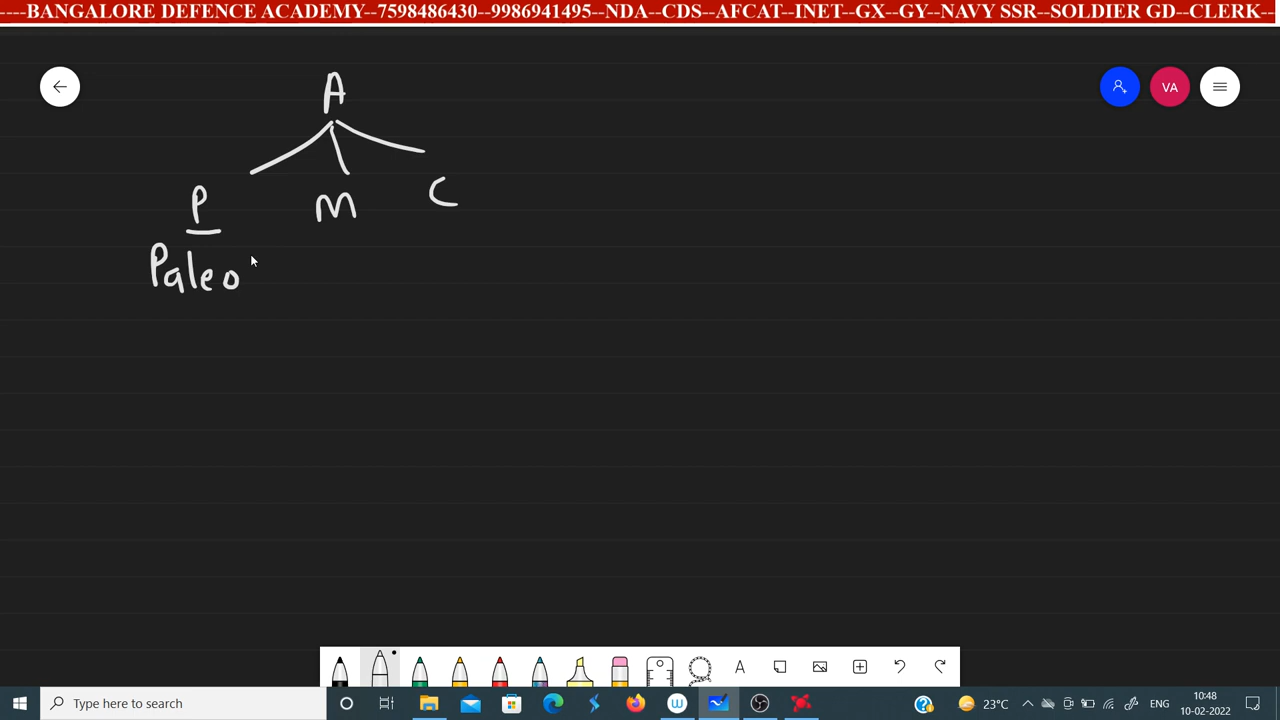 ----BANGALORE DEFENCE ACADEMY--7598486430--9986941495--NDA--CDS--AFCAT--INET--GX--GY--NAVY SSR--SOLDIER GD--CLERK--
A
VA
P M C
Paleo
A
Type here to search
23°C
ENG
10:48
10-02-2022